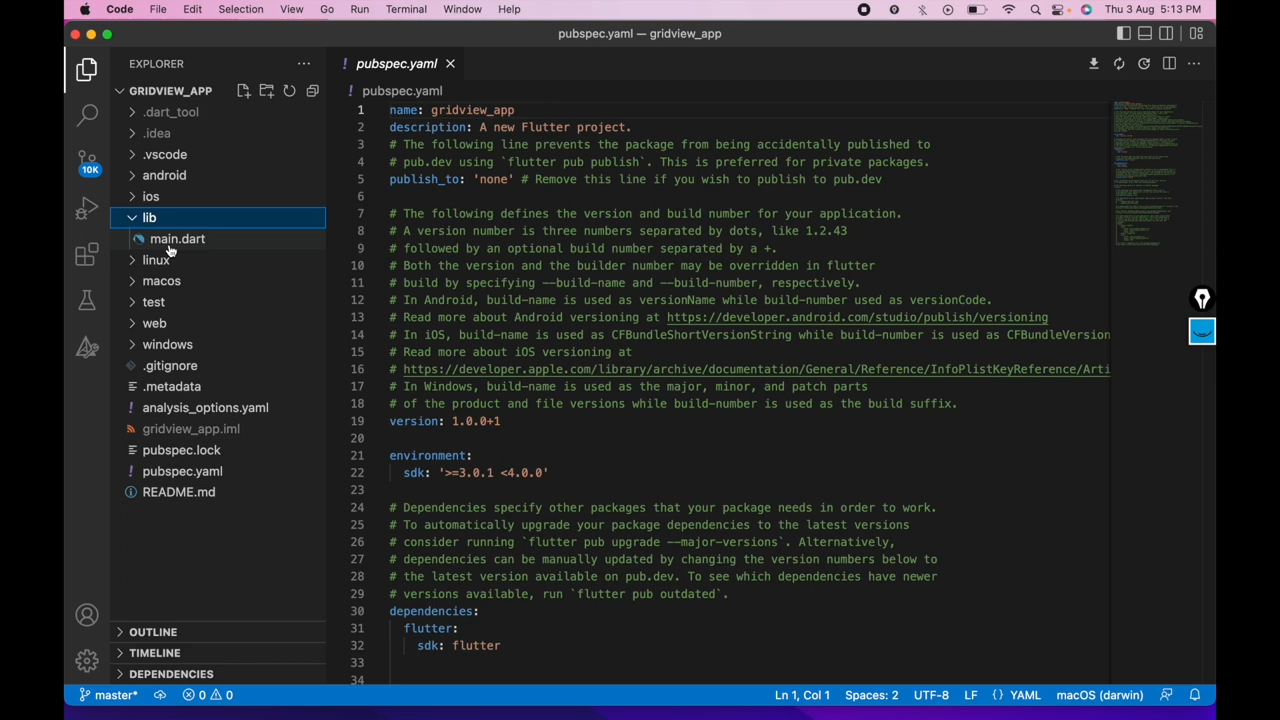 Code File Edit Selection View Go Run Terminal Window Help Thu 3 Aug 5:13 PM
pubspec.yaml — gridview_app
EXPLORER
GRIDVIEW_APP
.dart_tool
.idea
.vscode
android
ios
lib
main.dart
linux
macos
test
web
windows
.gitignore
.metadata
analysis_options.yaml
gridview_app.iml
pubspec.lock
pubspec.yaml
README.md
OUTLINE
TIMELINE
DEPENDENCIES
10K
! pubspec.yaml
! pubspec.yaml
1 name: gridview_app
2 description: A new Flutter project.
3 # The following line prevents the package from being accidentally published to
4 # pub.dev using `flutter pub publish`. This is preferred for private packages.
5 publish_to: 'none' # Remove this line if you wish to publish to pub.dev
6
7 # The following defines the version and build number for your application.
8 # A version number is three numbers separated by dots, like 1.2.43
9 # followed by an optional build number separated by a +.
10 # Both the version and the builder number may be overridden in flutter
11 # build by specifying --build-name and --build-number, respectively.
12 # In Android, build-name is used as versionName while build-number used as versionCode.
13 # Read more about Android versioning at https://developer.android.com/studio/publish/versioning
14 # In iOS, build-name is used as CFBundleShortVersionString while build-number is used as CFBundleVersion
15 # Read more about iOS versioning at
16 # https://developer.apple.com/library/archive/documentation/General/Reference/InfoPlistKeyReference/Arti
17 # In Windows, build-name is used as the major, minor, and patch parts
18 # of the product and file versions while build-number is used as the build suffix.
19 version: 1.0.0+1
20
21 environment:
22 sdk: '>=3.0.1 <4.0.0'
23
24 # Dependencies specify other packages that your package needs in order to work.
25 # To automatically upgrade your package dependencies to the latest versions
26 # consider running `flutter pub upgrade --major-versions`. Alternatively,
27 # dependencies can be manually updated by changing the version numbers below to
28 # the latest version available on pub.dev. To see which dependencies have newer
29 # versions available, run `flutter pub outdated`.
30 dependencies:
31 flutter:
32 sdk: flutter
33
34
master* 0 0 Ln 1, Col 1 Spaces: 2 UTF-8 LF {} YAML macOS (darwin)